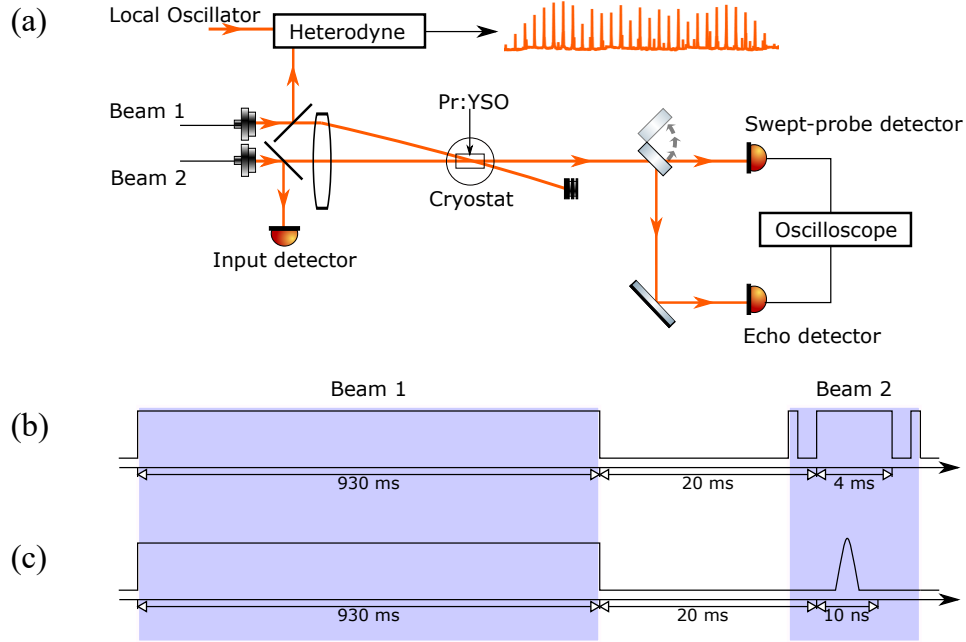 (a)
Local Oscillator
Heterodyne
Beam 1
Pr:YSO
Swept-probe detector
Beam 2
Cryostat
Oscilloscope
Input detector
Echo detector
Beam 1
Beam 2
(b)
930 ms
20 ms
4 ms
(c)
930 ms
20 ms
10 ns